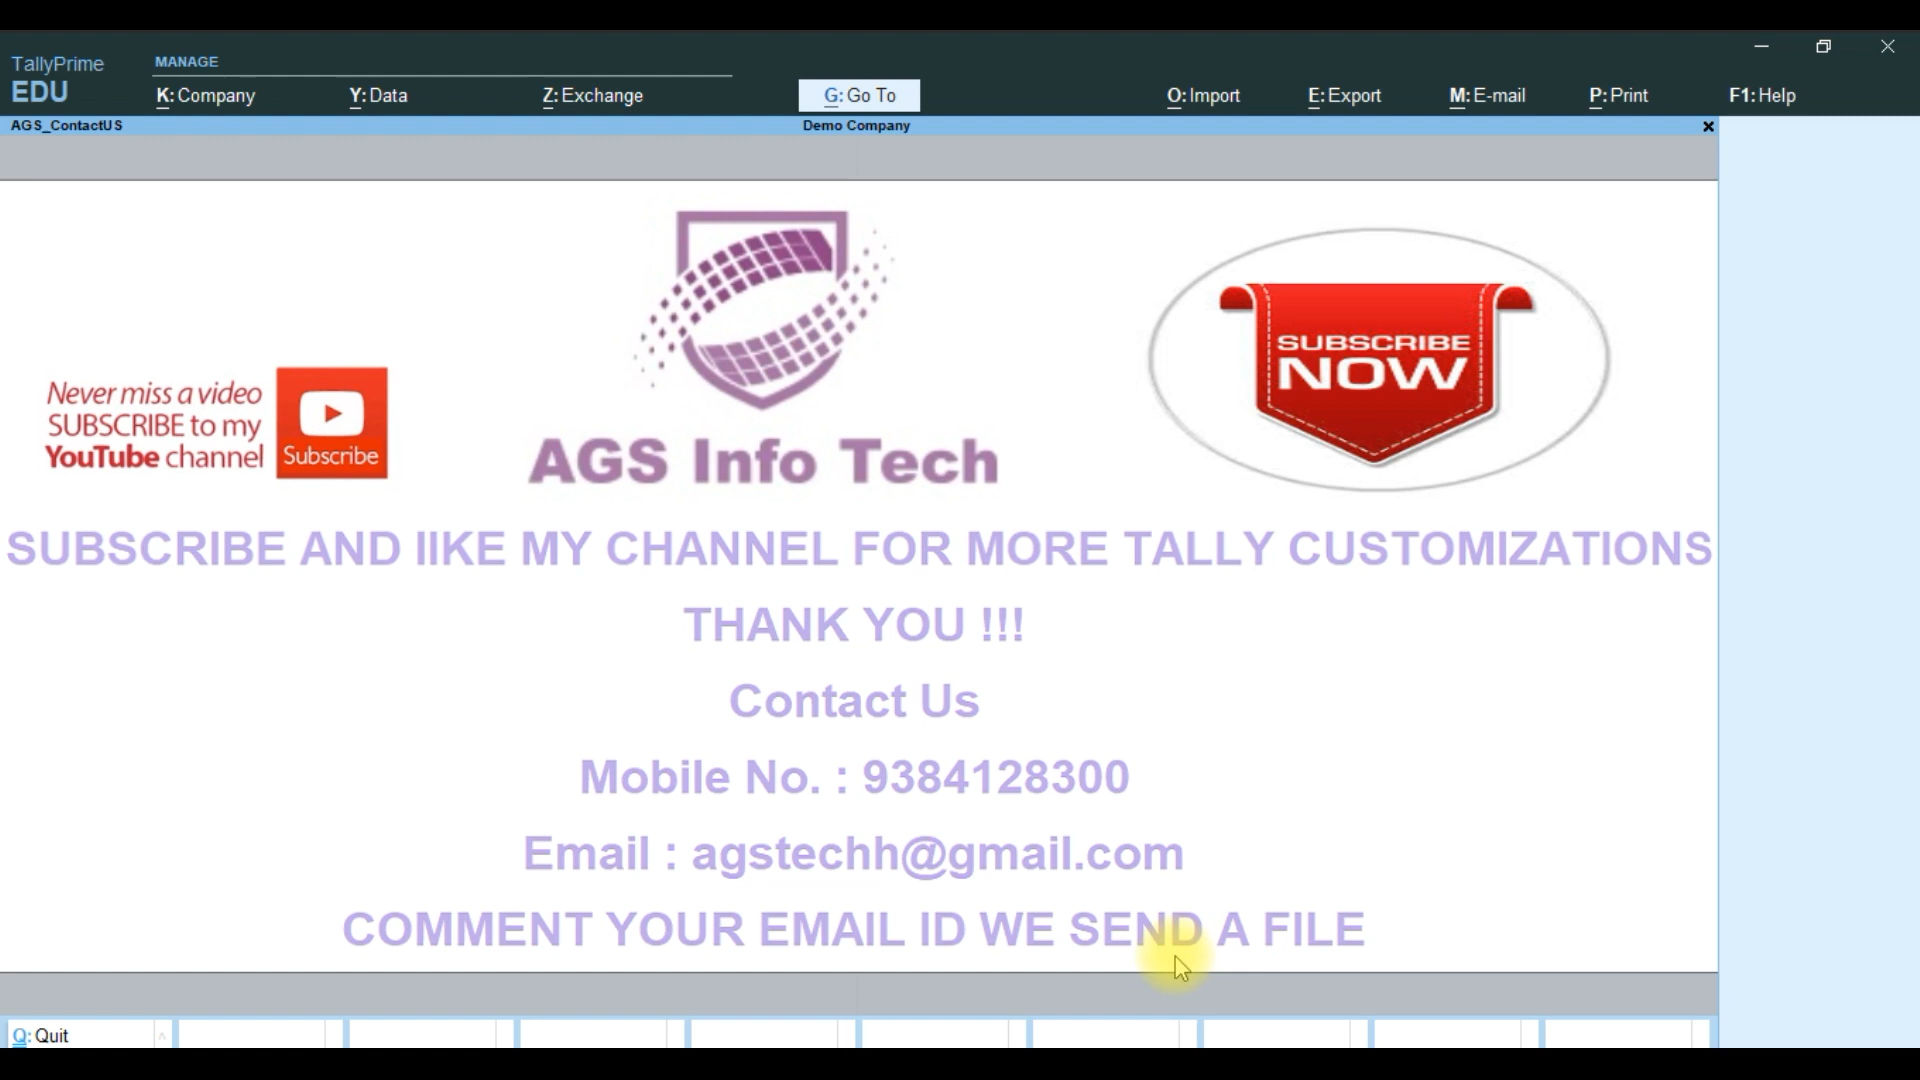 TallyPrime
EDU
MANAGE
K: Company
Y: Data
Z: Exchange
G: Go To
O: Import
E: Export
M: E-mail
P: Print
F1: Help
AGS_ContactUS
Demo Company
Never miss a video
SUBSCRIBE to my
YouTube channel
Subscribe
AGS Info Tech
SUBSCRIBE
NOW
SUBSCRIBE AND IIKE MY CHANNEL FOR MORE TALLY CUSTOMIZATIONS
THANK YOU !!!
Contact Us
Mobile No. : 9384128300
Email : agstechh@gmail.com
COMMENT YOUR EMAIL ID WE SEND A FILE
Q: Quit